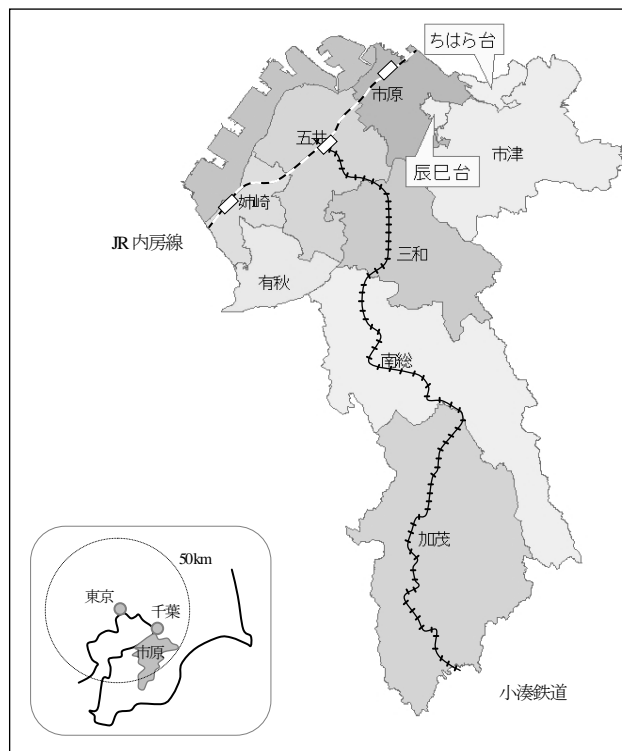 ちはら台
市原
五井
市津
辰巳台
姉崎
JR 内房線
三和
有秋
南総
加茂
50km
東京
千葉
市原
小湊鉄道